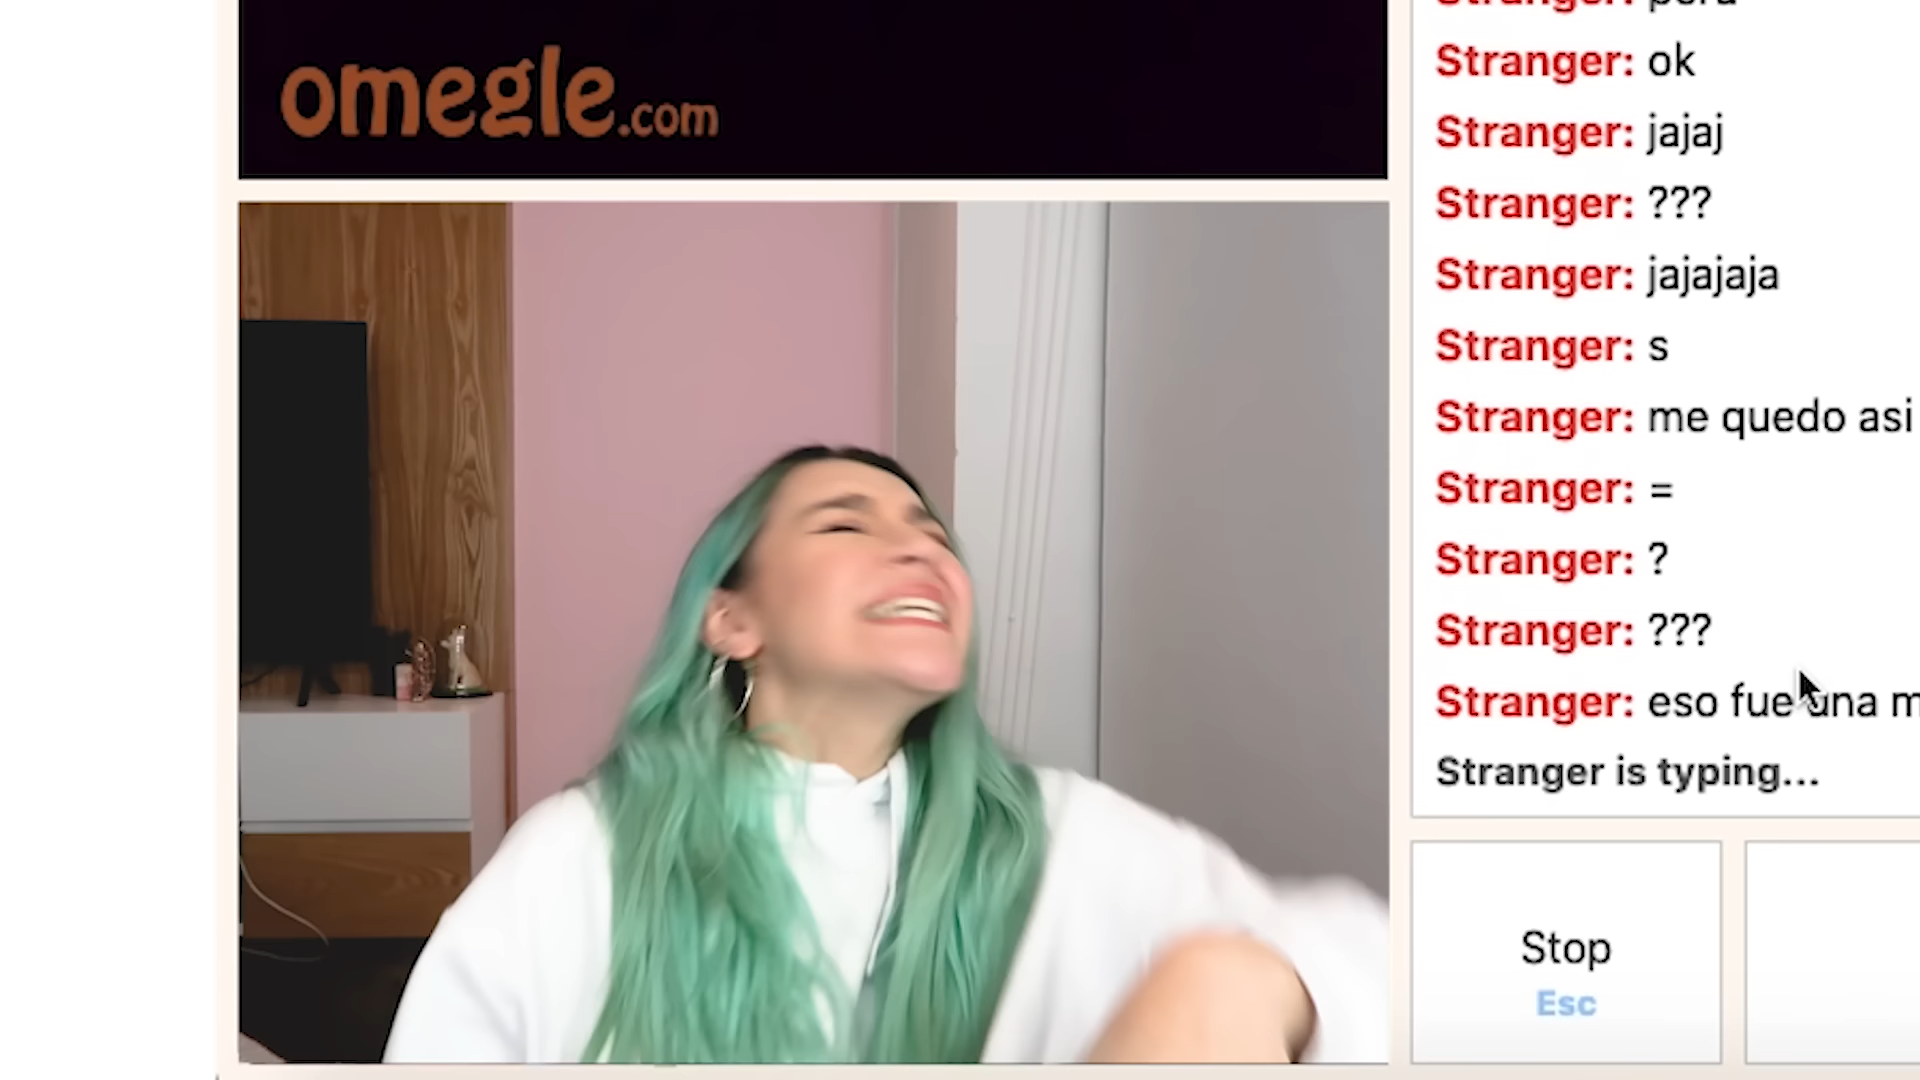 omegle.com
Stranger:
Stranger: ok
Stranger: jajaj
Stranger: ???
Stranger: jajajaja
Stranger: s
Stranger: me quedo asi
Stranger: =
Stranger: ?
Stranger: ???
Stranger: eso fue una
Stranger is typing...
Stop
Esc